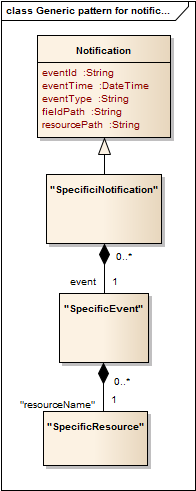 class Generic pattern for notific...
Notification
eventId :String
eventTime :DateTime
eventType :String
fieldPath :String
resourcePath :String
"SpecificiNotification"
0..*
event
1
"SpecificEvent"
0..*
"resourceName"
1
"SpecificResource"